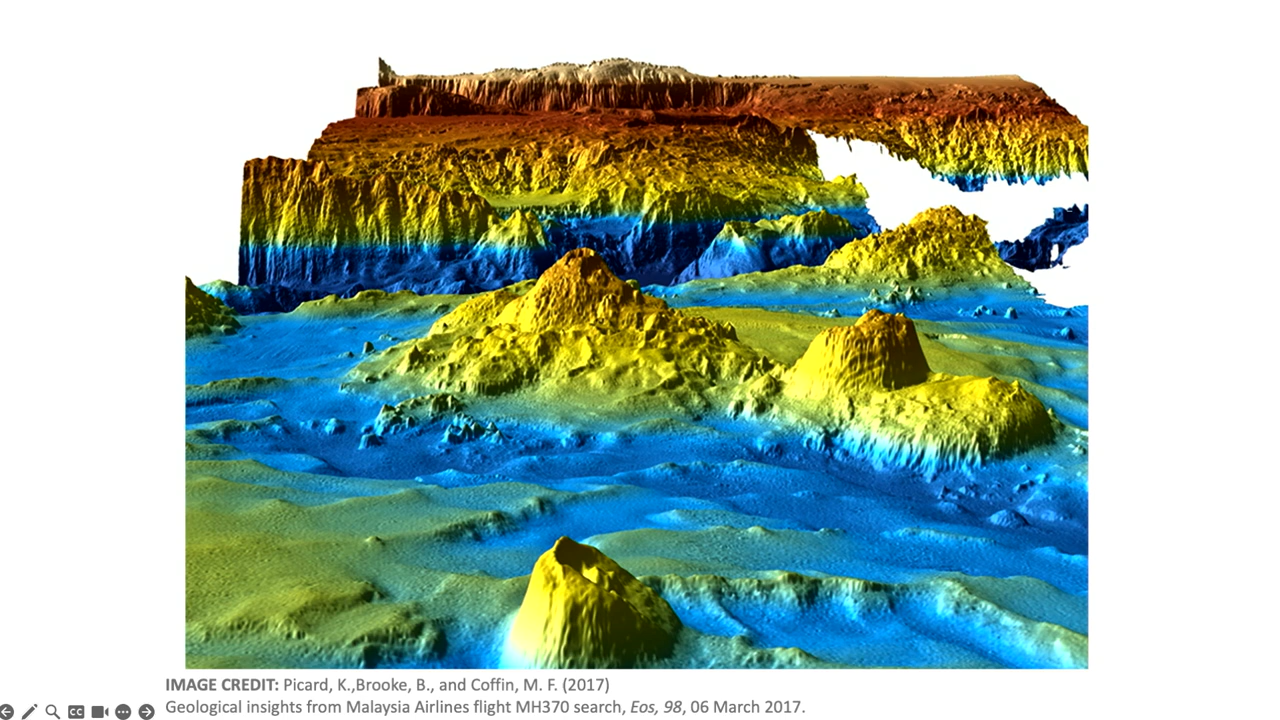 IMAGE CREDIT: Picard, K.,Brooke, B., and Coffin, M. F. (2017)
Geological insights from Malaysia Airlines flight MH370 search, Eos, 98, 06 March 2017.
CC